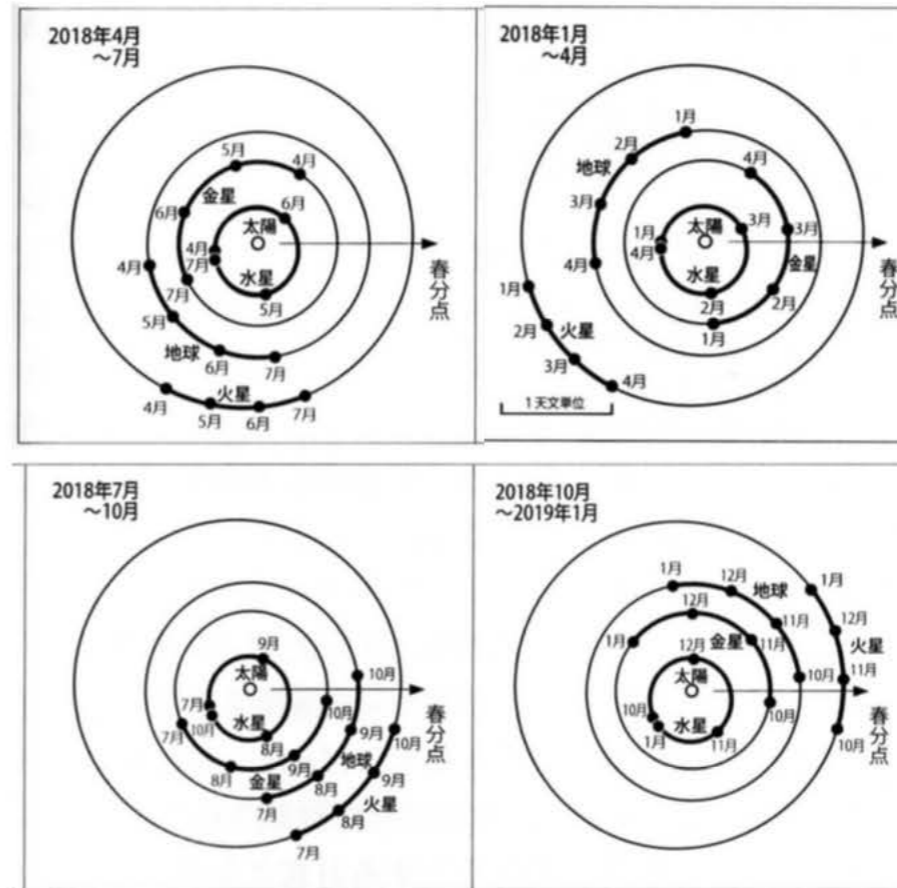 2018年4月
～7月
5月
4月
金星
6月
6月
太陽
4月
7月
水星
5月
4月
7月
5月
地球
6月
7月
火星
4月
5月
6月
7月
春分点
2018年1月
～4月
1月
2月
地球
4月
3月
太陽
1月
3月
3月
4月
水星
金星
4月
2月
2月
1月
1月
2月
火星
3月
4月
1天文単位
春分点
2018年7月
～10月
9月
太陽
10月
7月
水星
10月
10月
7月
8月
9月
9月
10月
8月
金星
地球
8月
9月
7月
火星
8月
7月
春分点
2018年10月
～2019年1月
1月
12月
地球
1月
12月
1月
金星
11月
11月
12月
12月
火星
太陽
10月
11月
10月
水星
10月
1月
11月
10月
春分点